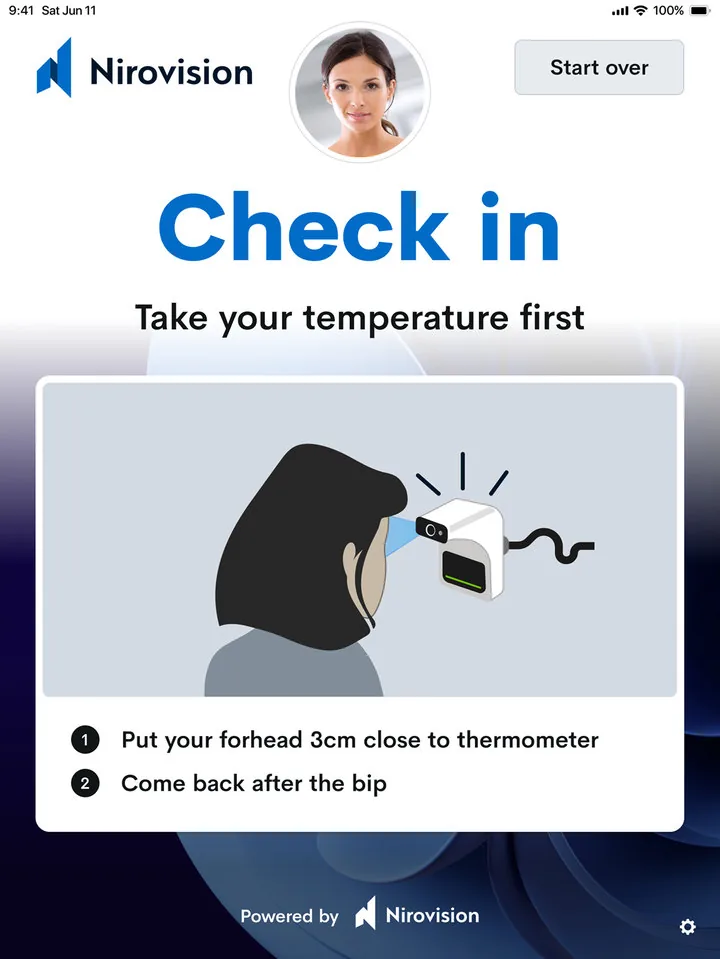 9:41 Sat Jun 11 100%
Nirovision
Start over
Check in
Take your temperature first
1 Put your forhead 3cm close to thermometer
2 Come back after the bip
Powered by Nirovision